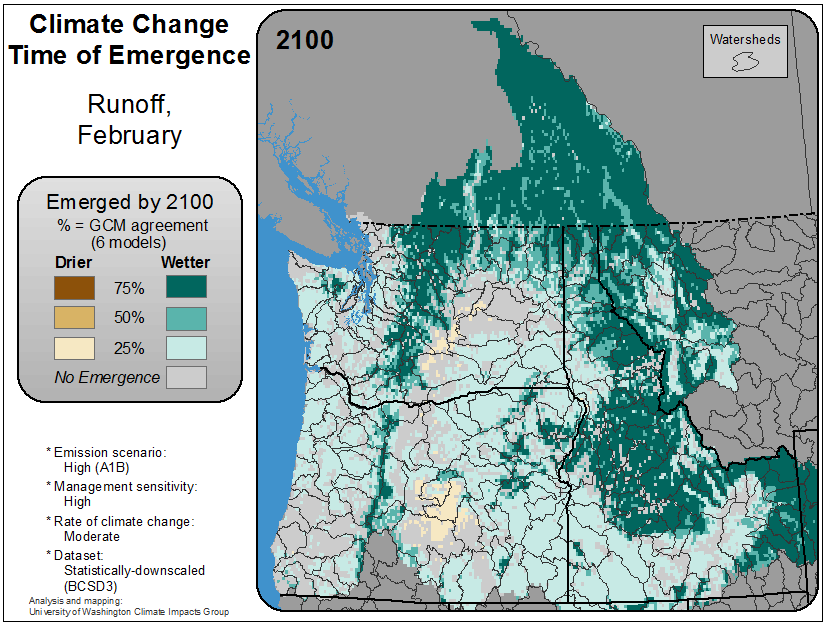 Climate Change
Time of Emergence
Runoff,
February
Emerged by 2100
% = GCM agreement
(6 models)
Drier Wetter
75%
50%
25%
No Emergence
* Emission scenario:
High (A1B)
* Management sensitivity:
High
* Rate of climate change:
Moderate
* Dataset:
Statistically-downscaled
(BCSD3)
Analysis and mapping:
University of Washington Climate Impacts Group
2100
Watersheds